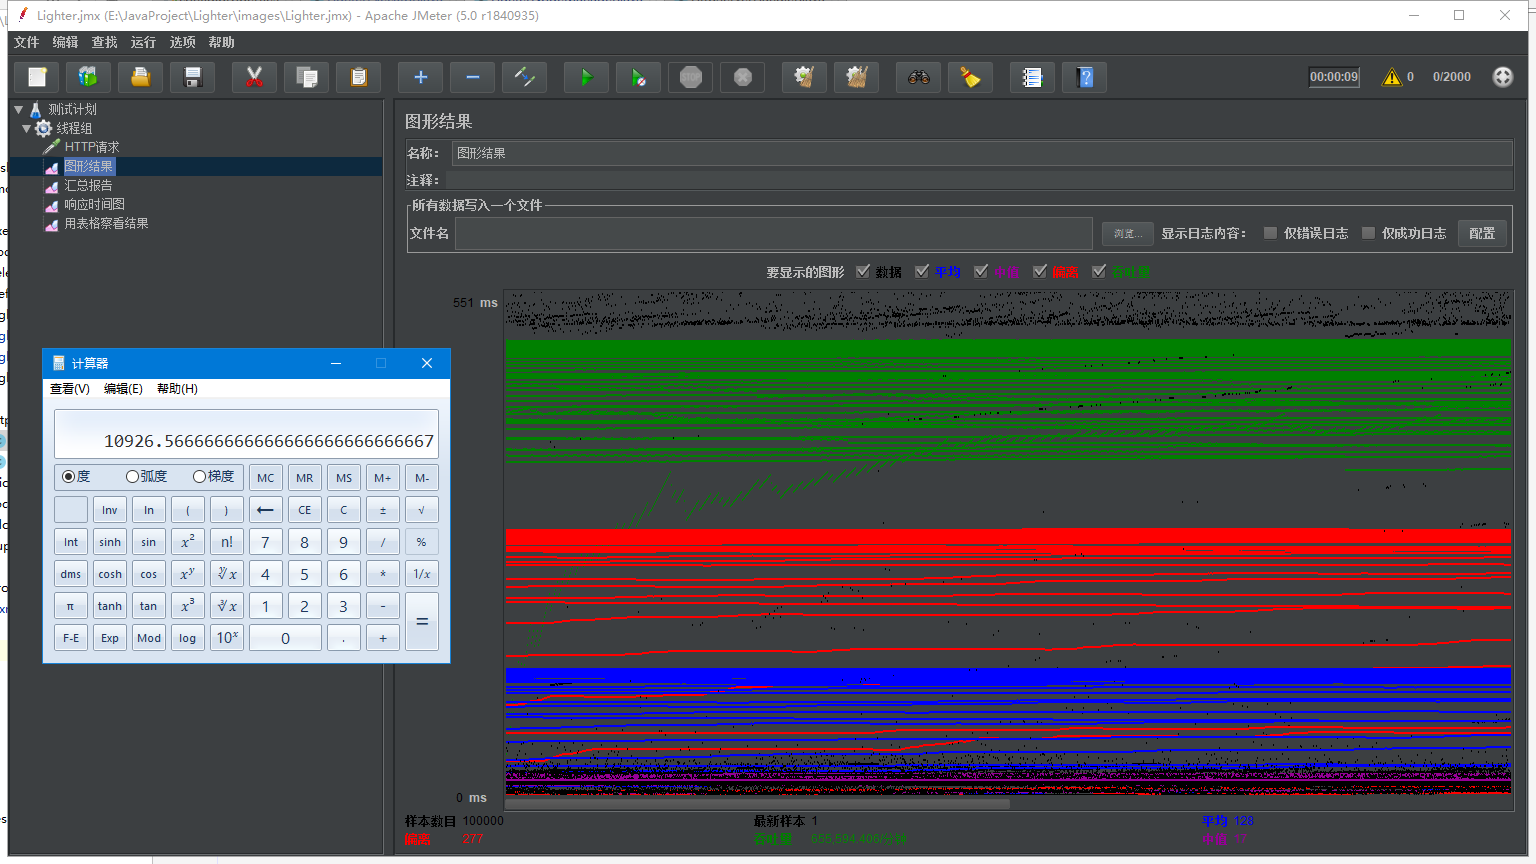 Lighter.jmx (E:\JavaProject\Lighter\images\Lighter.jmx) - Apache JMeter (5.0 r1840935)
文件 编辑 查找 运行 选项 帮助
STOP
00:00:09 0 0/2000
测试计划
线程组
HTTP请求
图形结果
汇总报告
响应时间图
用表格察看结果
图形结果
名称： 图形结果
注释：
所有数据写入一个文件
文件名 浏览... 显示日志内容： 仅错误日志 仅成功日志 配置
要显示的图形 数据 平均 中值 偏离 吞吐量
551 ms
0 ms
样本数目 100000 最新样本 1 平均 128
偏离 277 吞吐量 655,594.406/分钟 中值
计算器
查看(V) 编辑(E) 帮助(H)
10926.566666666666666666666666667
度 弧度 梯度 MC MR MS M+ M-
Inv ln ( ) ← CE C ± √
Int sinh sin x² n! 7 8 9 / %
dms cosh cos xʸ ʸ√x 4 5 6 * 1/x
π tanh tan x³ ³√x 1 2 3 - =
F-E Exp Mod log 10ˣ 0 . +